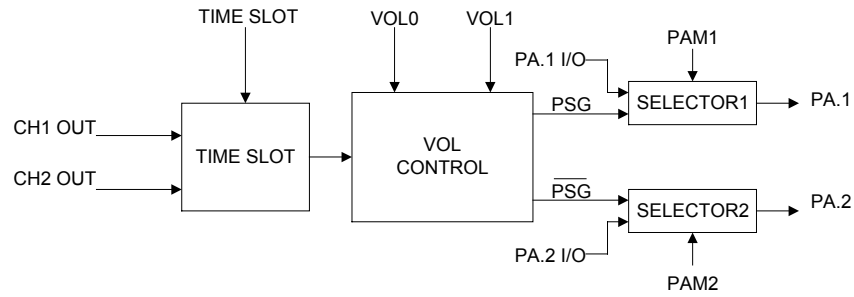 TIME SLOT
VOL0
VOL1
PAM1
PA.1 I/O
SELECTOR1
PA.1
PSG
CH1 OUT
TIME SLOT
VOL
CONTROL
CH2 OUT
P̅S̅G̅
SELECTOR2
PA.2
PA.2 I/O
PAM2